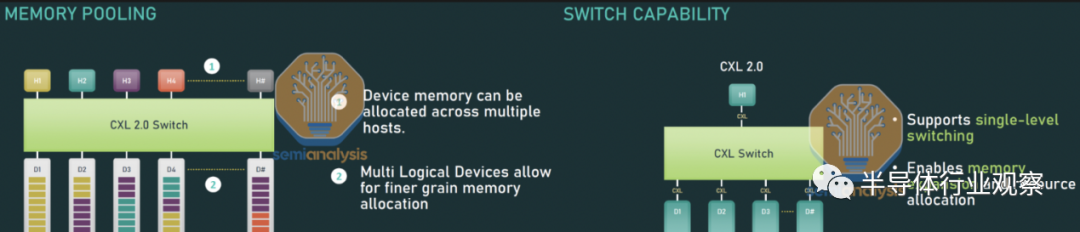 MEMORY POOLING
H1 H2 H3 H4 H#
1
CXL 2.0 Switch
D1 D2 D3 D4 D#
2
1 Device memory can be
allocated across multiple
hosts.
semianalysis
2 Multi Logical Devices allow
for finer grain memory
allocation
SWITCH CAPABILITY
CXL 2.0
H1
CXL
CXL Switch
CXL CXL CXL CXL
D1 D2 D3 D#
• Supports single-level
switching
• Enables memory
resource
allocation
半导体行业观察